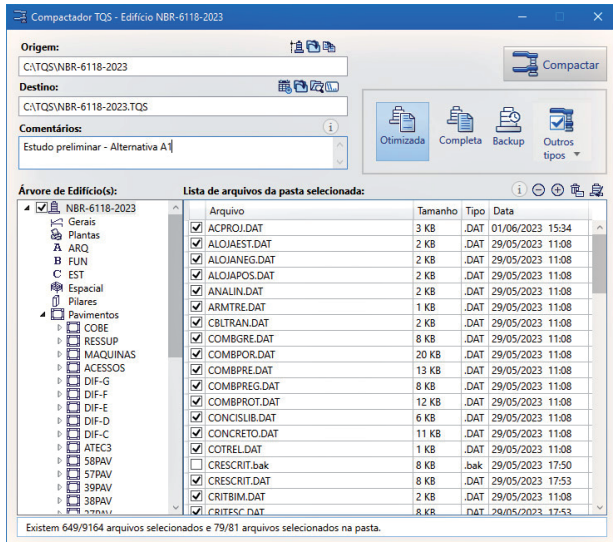 Compactador TQS - Edifício NBR-6118-2023
Origem:
C:\TQS\NBR-6118-2023
Compactar
Destino:
C:\TQS\NBR-6118-2023.TQS
Comentários:
Estudo preliminar - Alternativa A1
Otimizada Completa Backup Outros tipos
Árvore de Edifício(s):
NBR-6118-2023
Gerais
Plantas
A ARQ
B FUN
C EST
Espacial
Pilares
Pavimentos
COBE
RESSUP
MAQUINAS
ACESSOS
DIF-G
DIF-F
DIF-E
DIF-D
DIF-C
ATEC3
58PAV
57PAV
39PAV
38PAV
37PAV
Lista de arquivos da pasta selecionada:
Arquivo Tamanho Tipo Data
ACPROJ.DAT 3 KB .DAT 01/06/2023 15:34
ALOJAEST.DAT 2 KB .DAT 29/05/2023 11:08
ALOJANEG.DAT 2 KB .DAT 29/05/2023 11:08
ALOJAPOS.DAT 2 KB .DAT 29/05/2023 11:08
ANALIN.DAT 2 KB .DAT 29/05/2023 11:08
ARMTRE.DAT 1 KB .DAT 29/05/2023 11:08
CBLTRAN.DAT 2 KB .DAT 29/05/2023 11:08
COMBGRE.DAT 8 KB .DAT 29/05/2023 11:08
COMBPOR.DAT 20 KB .DAT 29/05/2023 11:08
COMBPRE.DAT 13 KB .DAT 29/05/2023 11:08
COMBPREG.DAT 8 KB .DAT 29/05/2023 11:08
COMBPROT.DAT 12 KB .DAT 29/05/2023 11:08
CONCISLIB.DAT 6 KB .DAT 29/05/2023 11:08
CONCRETO.DAT 11 KB .DAT 29/05/2023 11:08
COTREL.DAT 1 KB .DAT 29/05/2023 11:08
CRESCRIT.bak 8 KB .bak 29/05/2023 17:50
CRESCRIT.DAT 8 KB .DAT 29/05/2023 17:53
CRITBIM.DAT 2 KB .DAT 29/05/2023 11:08
CRITESC.DAT 8 KB .DAT 29/05/2023 17:53
Existem 649/9164 arquivos selecionados e 79/81 arquivos selecionados na pasta.